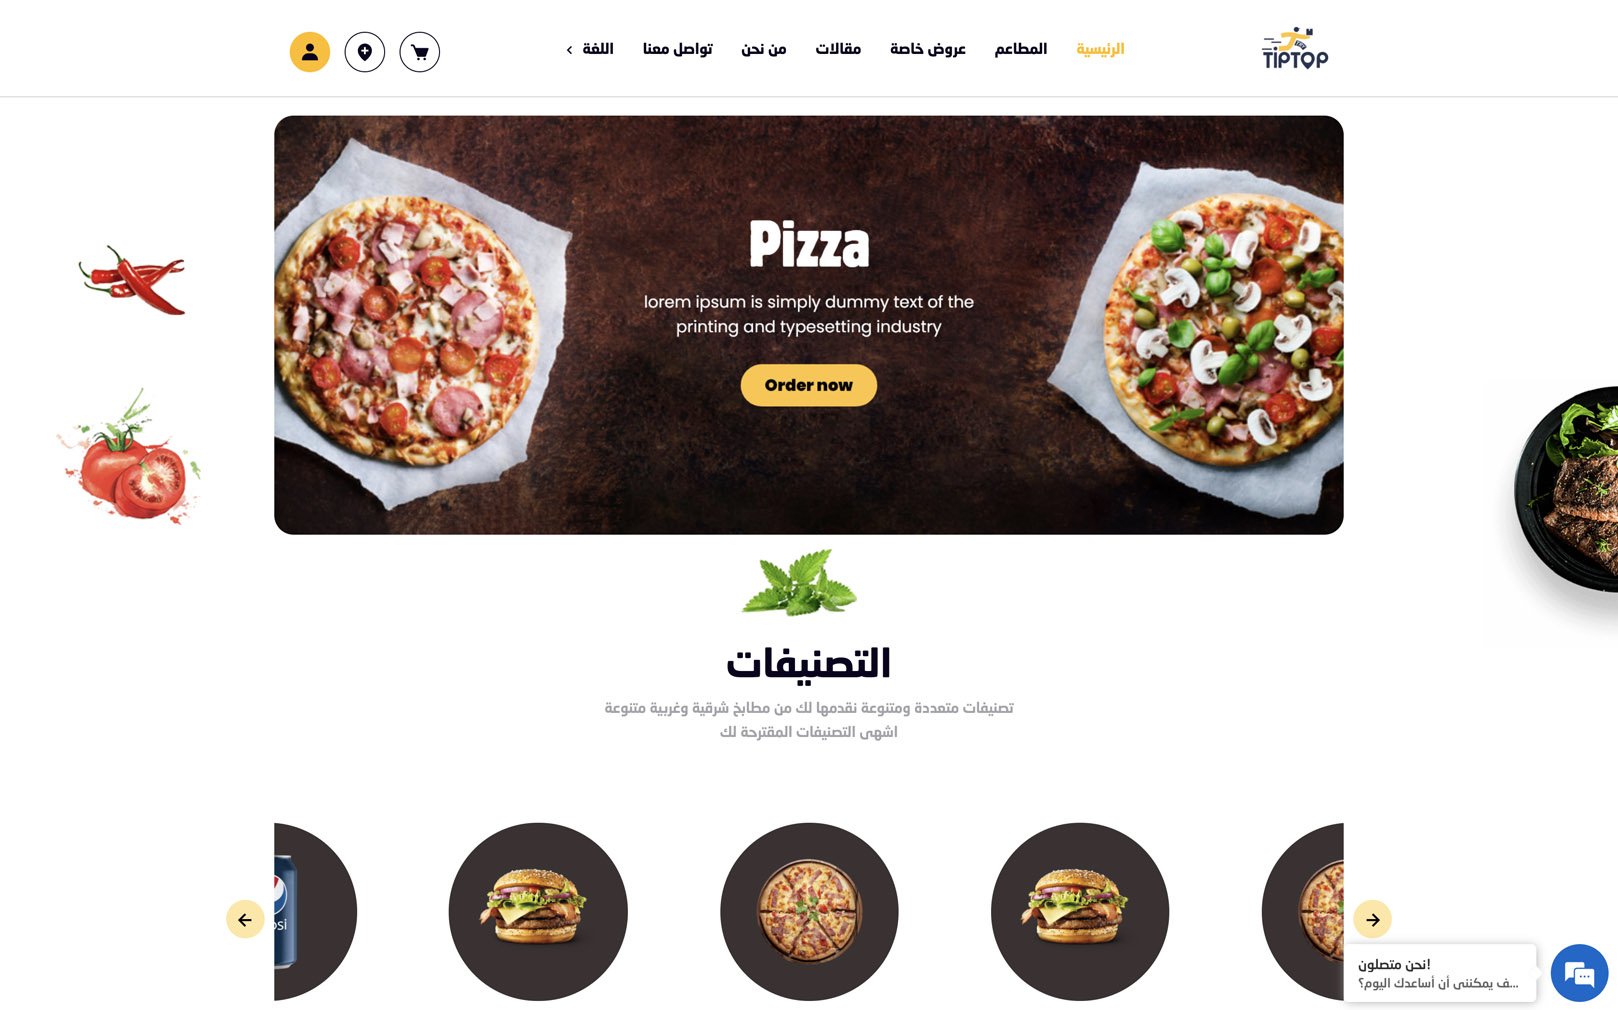 TIPTOP
الرئيسية
المطاعم
عروض خاصة
مقالات
من نحن
تواصل معنا
اللغة
Pizza
lorem ipsum is simply dummy text of the
printing and typesetting industry
Order now
التصنيفات
تصنيفات متعددة ومتنوعة نقدمها لك من مطابخ شرقية وغربية متنوعة
اشهى التصنيفات المقترحة لك
psi
نحن متصلون!
...ف يمكننى أن أساعدك اليوم؟